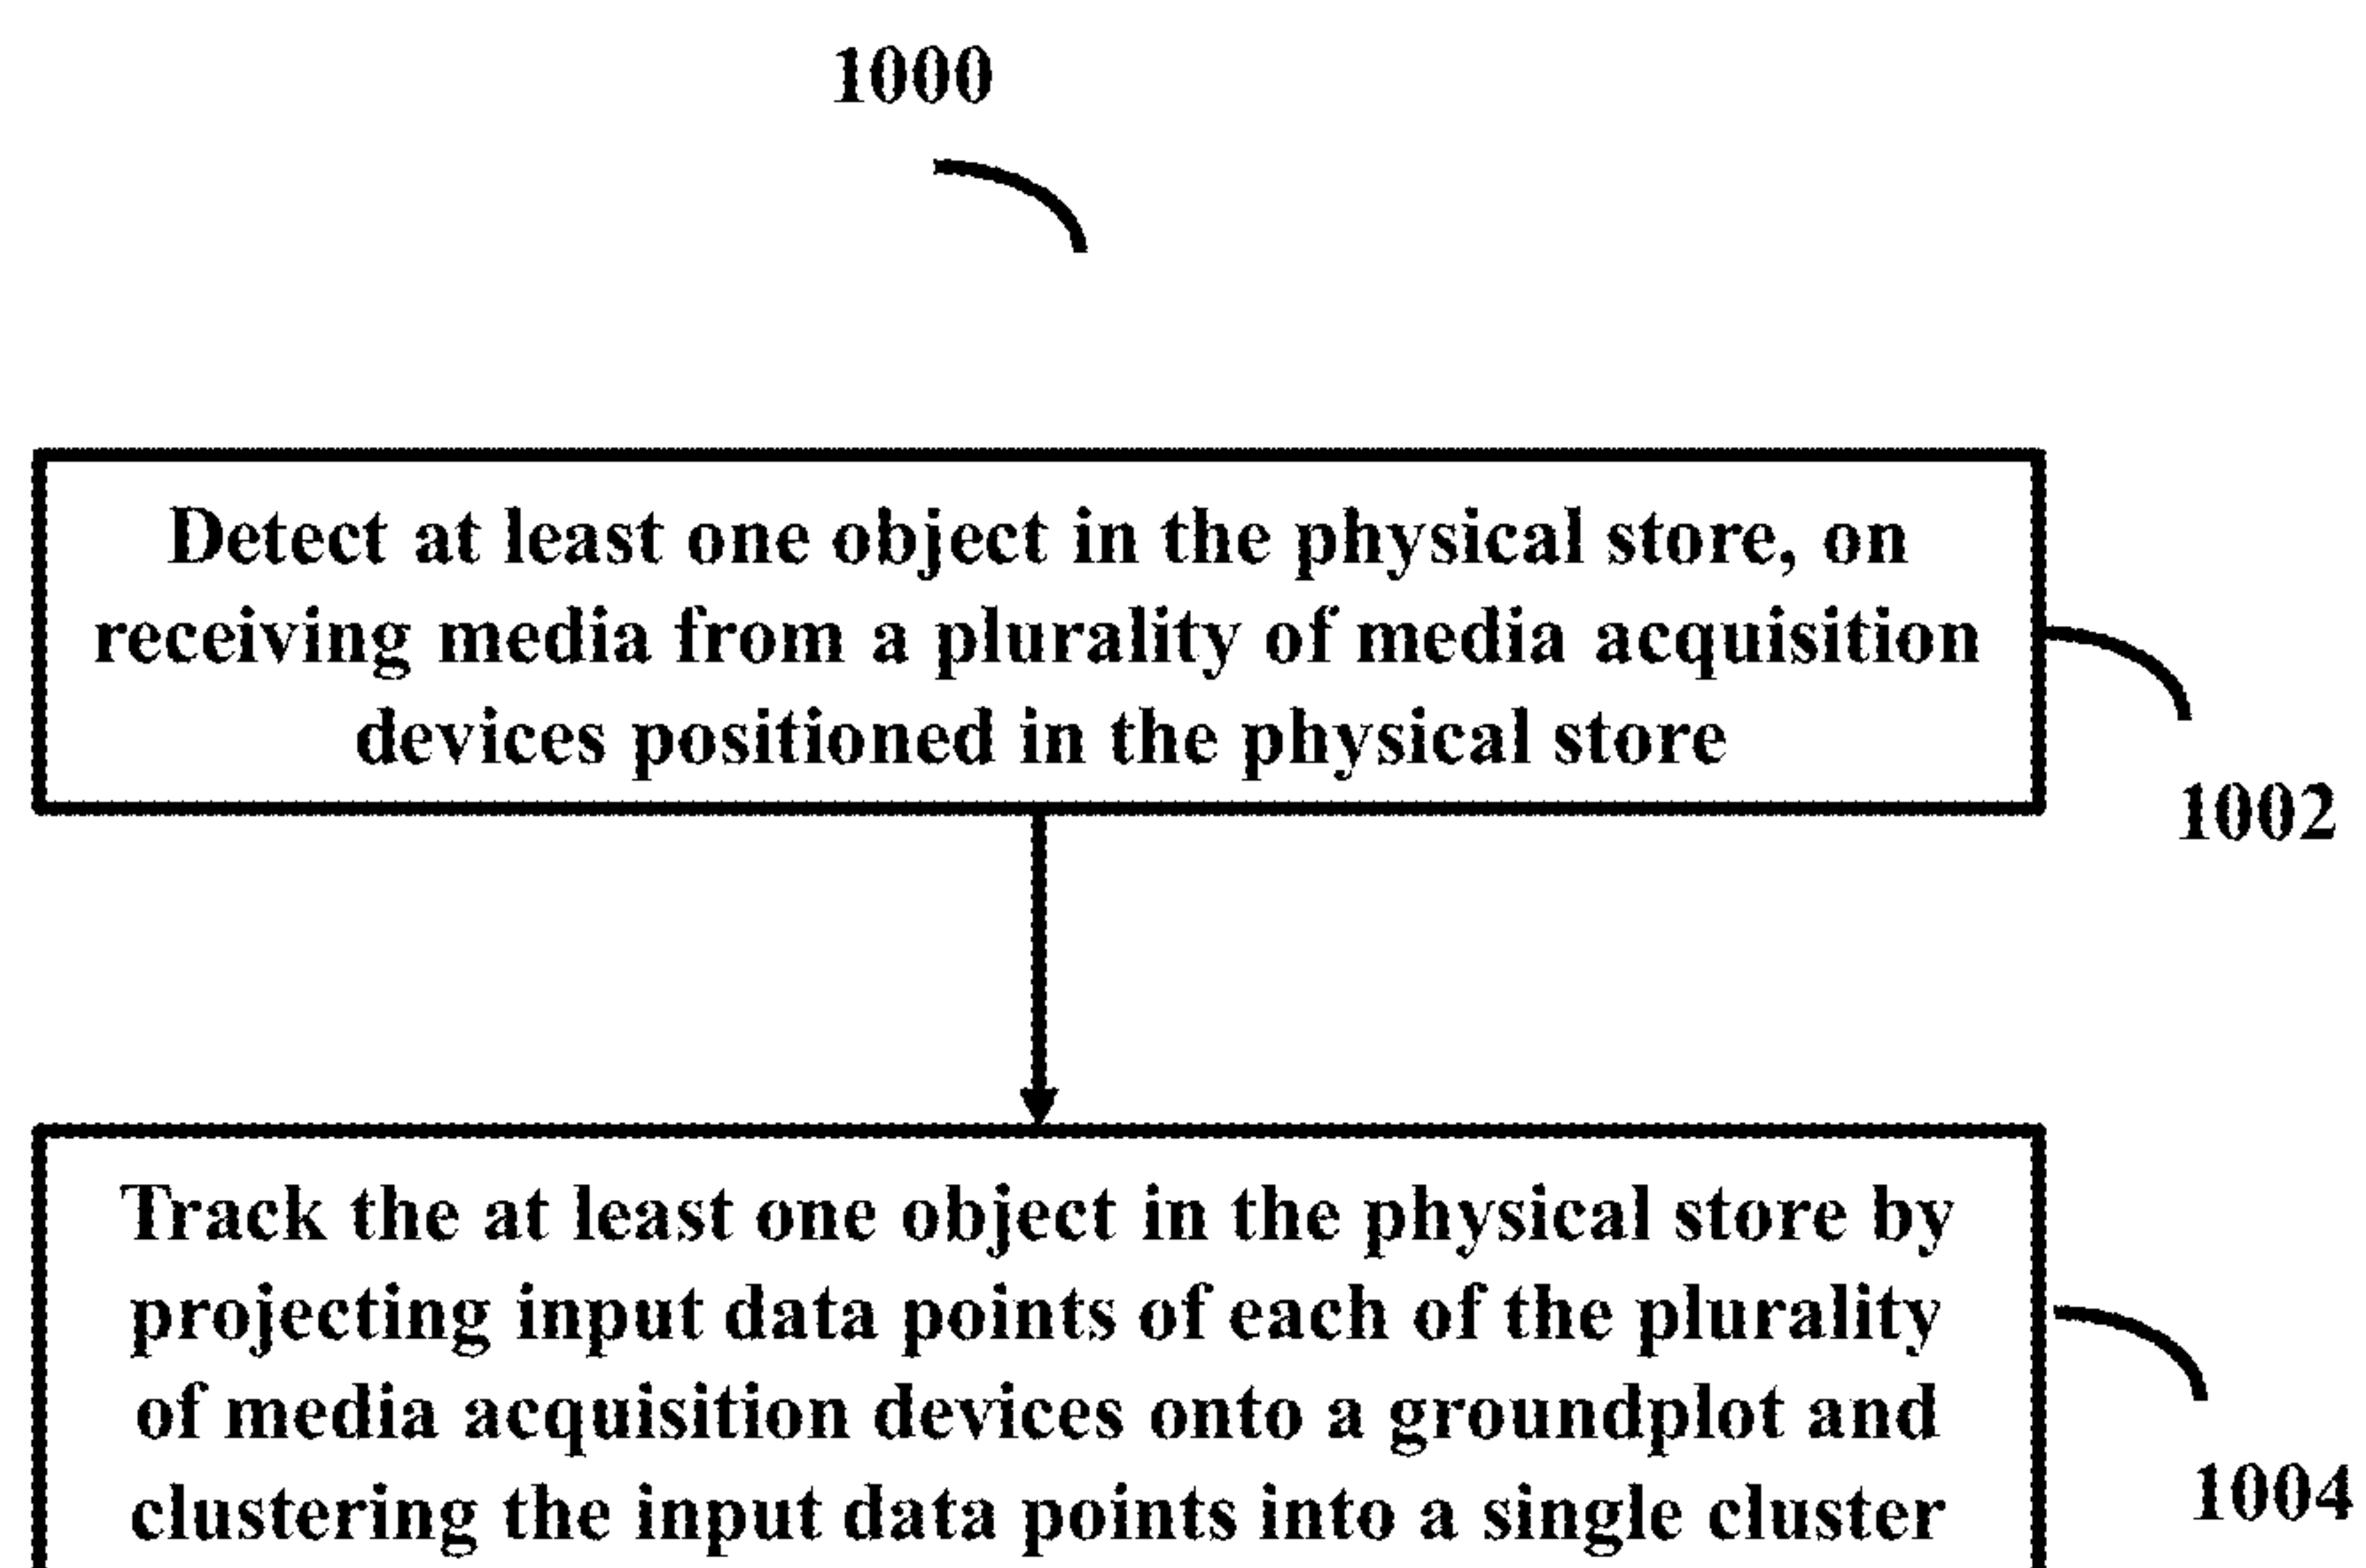 1000
Detect at least one object in the physical store, on
receiving media from a plurality of media acquisition
devices positioned in the physical store
1002
Track the at least one object in the physical store by
projecting input data points of each of the plurality
of media acquisition devices onto a groundplot and
clustering the input data points into a single cluster
1004